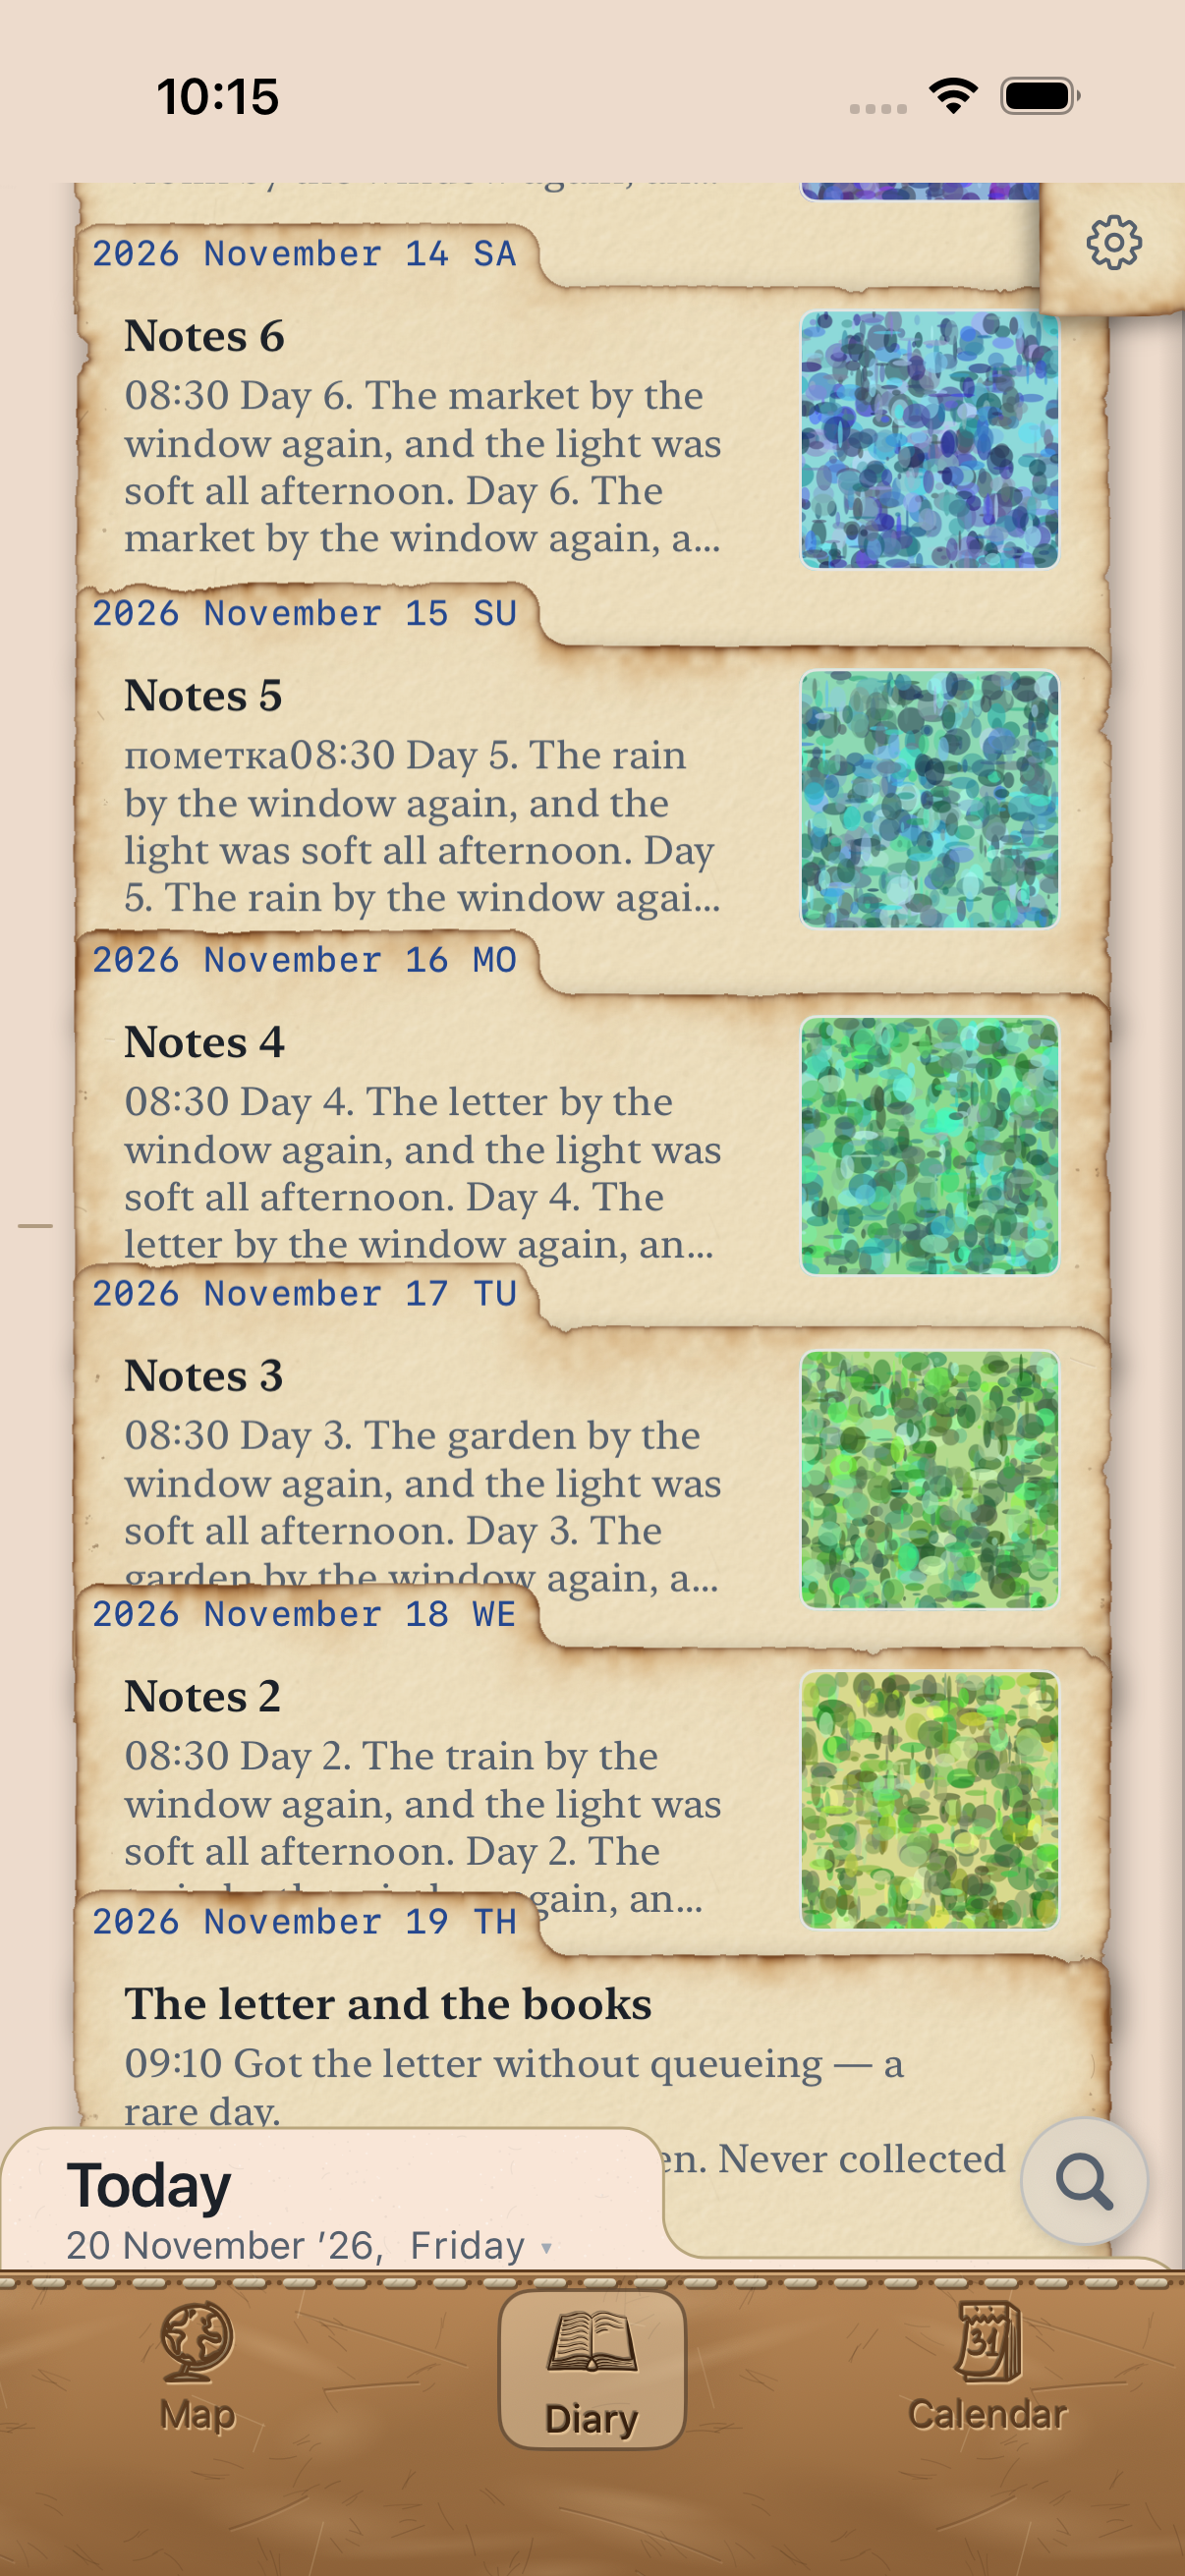 10:15
2026 November 14 SA
Notes 6
08:30 Day 6. The market by the
window again, and the light was
soft all afternoon. Day 6. The
market by the window again, a...
2026 November 15 SU
Notes 5
пометка08:30 Day 5. The rain
by the window again, and the
light was soft all afternoon. Day
5. The rain by the window agai...
2026 November 16 MO
Notes 4
08:30 Day 4. The letter by the
window again, and the light was
soft all afternoon. Day 4. The
letter by the window again, an...
2026 November 17 TU
Notes 3
08:30 Day 3. The garden by the
window again, and the light was
soft all afternoon. Day 3. The
garden by the window again, a...
2026 November 18 WE
Notes 2
08:30 Day 2. The train by the
window again, and the light was
soft all afternoon. Day 2. The
an...
2026 November 19 TH
The letter and the books
09:10 Got the letter without queueing — a
rare day.
Never collected
Today
20 November ’26, Friday
Map
Diary
31
Calendar